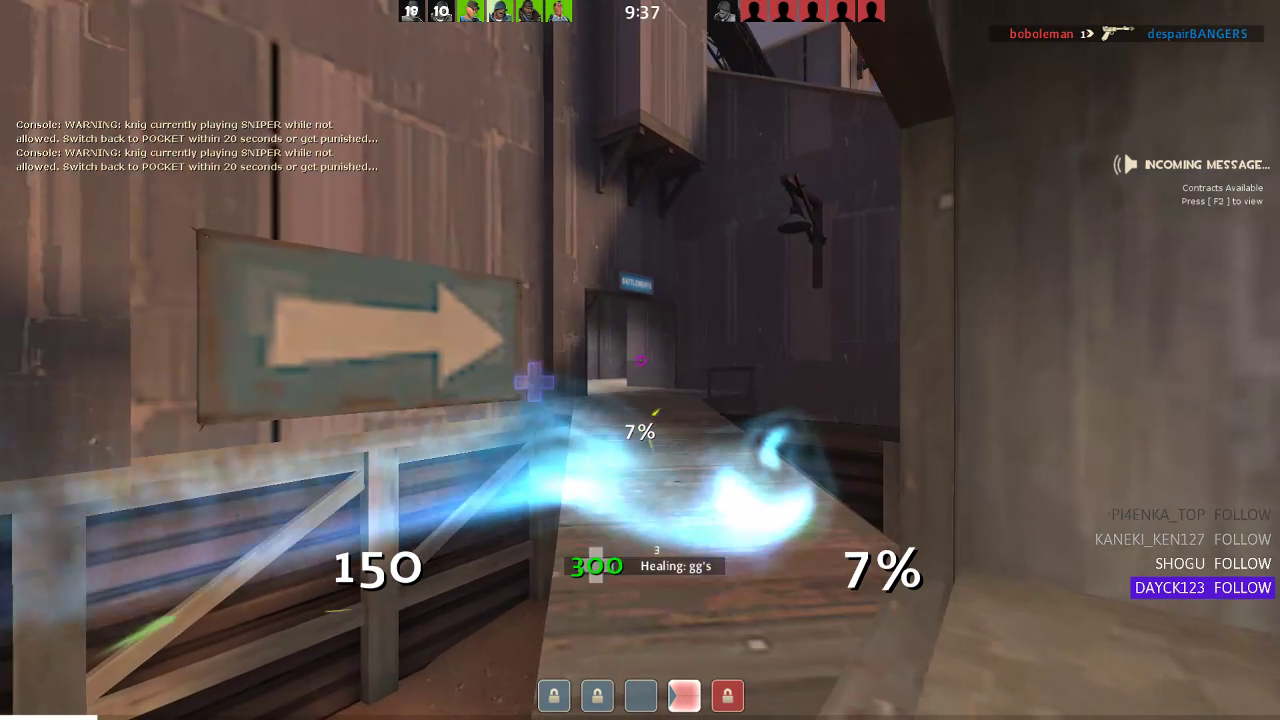 18 10
9:37
boboleman 1 despairBANGERS
Console: WARNING: knig currently playing SNIPER while not
allowed. Switch back to POCKET within 20 seconds or get punished...
Console: WARNING: knig currently playing SNIPER while not
allowed. Switch back to POCKET within 20 seconds or get punished...
INCOMING MESSAGE...
Contracts Available
Press [ F2 ] to view
BATTLEMENTS
7%
PI4ENKA_TOP FOLLOW
KANEKI_KEN127 FOLLOW
SHOGU FOLLOW
DAYCK123 FOLLOW
3
150
300 Healing: gg's
7%